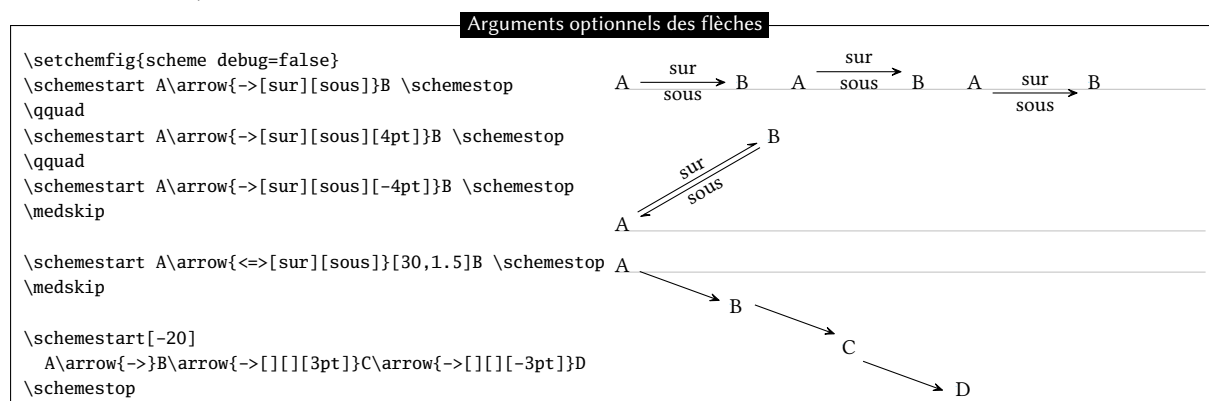 Arguments optionnels des flèches
\setchemfig{scheme debug=false}
\schemestart A\arrow{->[sur][sous]}B \schemestop
\qquad
\schemestart A\arrow{->[sur][sous][4pt]}B \schemestop
\qquad
\schemestart A\arrow{->[sur][sous][-4pt]}B \schemestop
\medskip
\schemestart A\arrow{<=>[sur][sous]}[30,1.5]B \schemestop
\medskip
\schemestart[-20]
A\arrow{->}B\arrow{->[][][3pt]}C\arrow{->[][][-3pt]}D
\schemestop
A sur sous B A sur sous B A sur sous B
B
sur
sous
A
A
B
C
D